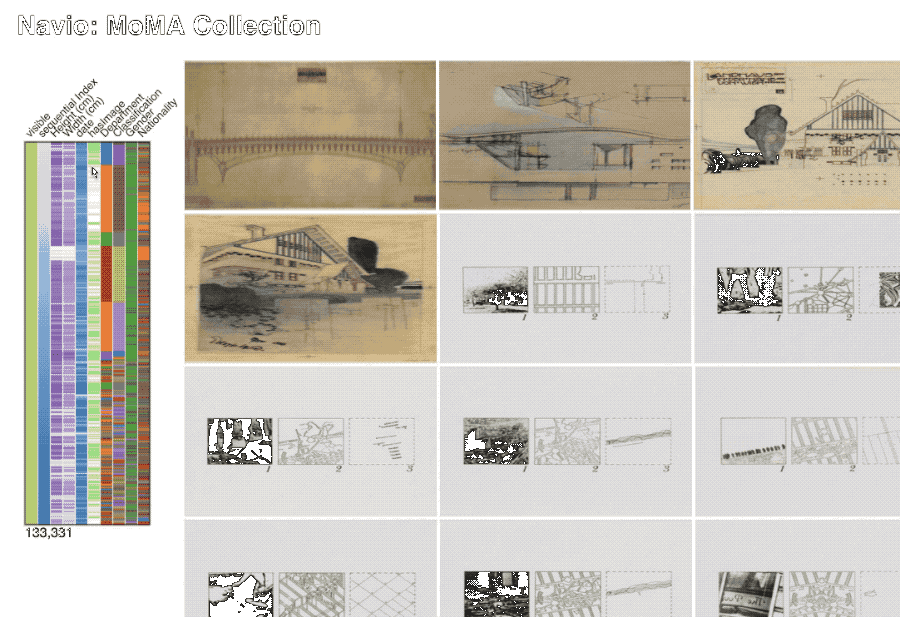 Navio: MoMA Collection
visible
sequential Index
Height (cm)
Width (cm)
date
hasImage
Department
Classification
Gender
Nationality
133,331
1 2 3
1 2
1 2 3
1 2 3
1 2